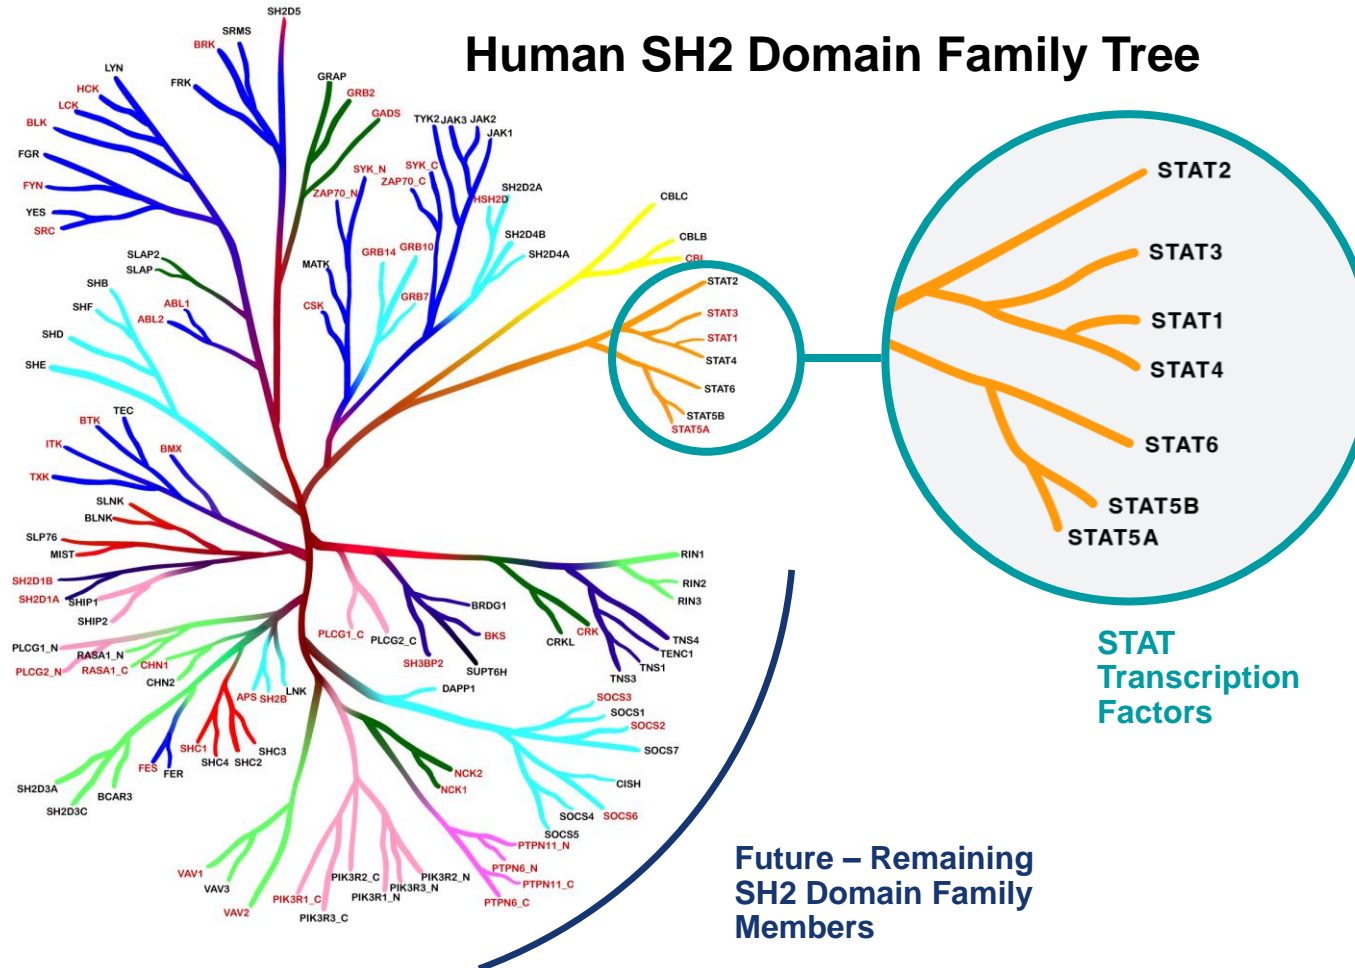 Human SH2 Domain Family Tree
SH2D5
SRMS
BRK
FRK
LYN
HCK
LCK
BLK
FGR
FYN
YES
SRC
GRAP
GRB2
GADS
TYK2
JAK3
JAK2
JAK1
SYK_N
ZAP70_N
SYK_C
ZAP70_C
SH2D2A
HSH2D
SH2D4B
SH2D4A
GRB14
GRB10
GRB7
MATK
CSK
SLAP2
SLAP
ABL1
ABL2
SHB
SHF
SHD
SHE
CBLC
CBLB
CBL
STAT2
STAT3
STAT1
STAT4
STAT6
STAT5B
STAT5A
STAT2
STAT3
STAT1
STAT4
STAT6
STAT5B
STAT5A
STAT
Transcription
Factors
TEC
BTK
ITK
TXK
BMX
SLNK
BLNK
SLP76
MIST
SH2D1B
SH2D1A
SHIP1
SHIP2
PLCG1_N
PLCG2_N
RASA1_N
RASA1_C
CHN1
CHN2
APS
SH2B
LNK
SHC1
SHC4
SHC2
SHC3
FES
FER
BCAR3
SH2D3A
SH2D3C
PLCG1_C
PLCG2_C
SH3BP2
BRDG1
BKS
SUPT6H
CRKL
CRK
RIN1
RIN2
RIN3
TNS4
TENC1
TNS1
TNS3
DAPP1
SOCS3
SOCS1
SOCS2
SOCS7
CISH
SOCS6
SOCS4
SOCS5
NCK2
NCK1
PTPN11_N
PTPN6_N
PTPN11_C
PTPN6_C
VAV1
VAV3
VAV2
PIK3R1_C
PIK3R3_C
PIK3R2_C
PIK3R1_N
PIK3R3_N
PIK3R2_N
Future – Remaining
SH2 Domain Family
Members